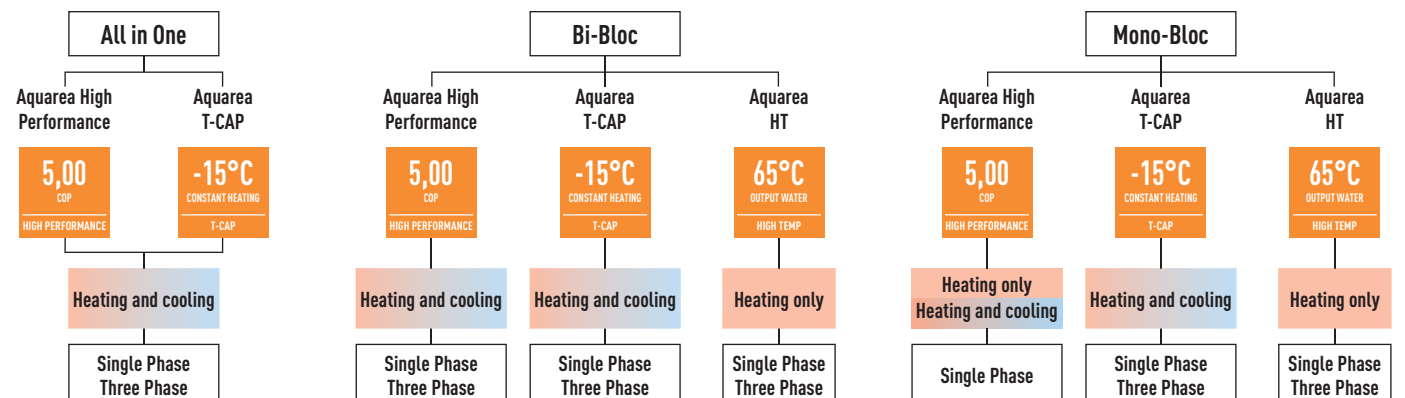 All in One
Aquarea High
Performance
Aquarea
T-CAP
5,00
COP
HIGH PERFORMANCE
-15°C
CONSTANT HEATING
T-CAP
Heating and cooling
Single Phase
Three Phase
Bi-Bloc
Aquarea High
Performance
Aquarea
T-CAP
Aquarea
HT
5,00
COP
HIGH PERFORMANCE
-15°C
CONSTANT HEATING
T-CAP
65°C
OUTPUT WATER
HIGH TEMP
Heating and cooling
Heating and cooling
Heating only
Single Phase
Three Phase
Single Phase
Three Phase
Single Phase
Three Phase
Mono-Bloc
Aquarea High
Performance
Aquarea
T-CAP
Aquarea
HT
5,00
COP
HIGH PERFORMANCE
-15°C
CONSTANT HEATING
T-CAP
65°C
OUTPUT WATER
HIGH TEMP
Heating only
Heating and cooling
Heating and cooling
Heating only
Single Phase
Single Phase
Three Phase
Single Phase
Three Phase